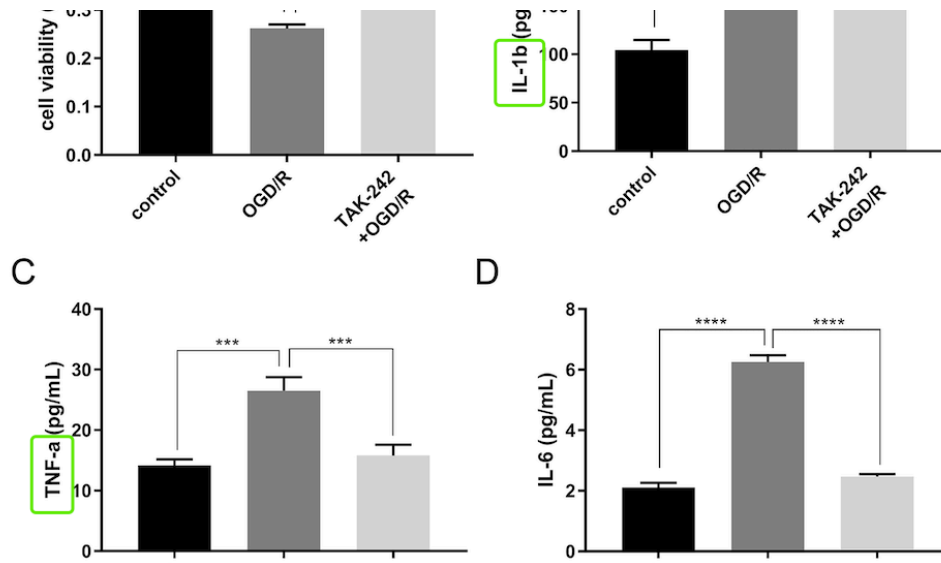 cell viability
0.3
0.2
0.1
0.0
control
OGD/R
TAK-242
+OGD/R
IL-1b (pg
100
50
0
control
OGD/R
TAK-242
+OGD/R
C
TNF-a (pg/mL)
40
30
20
10
0
***
***
D
IL-6 (pg/mL)
8
6
4
2
0
****
****